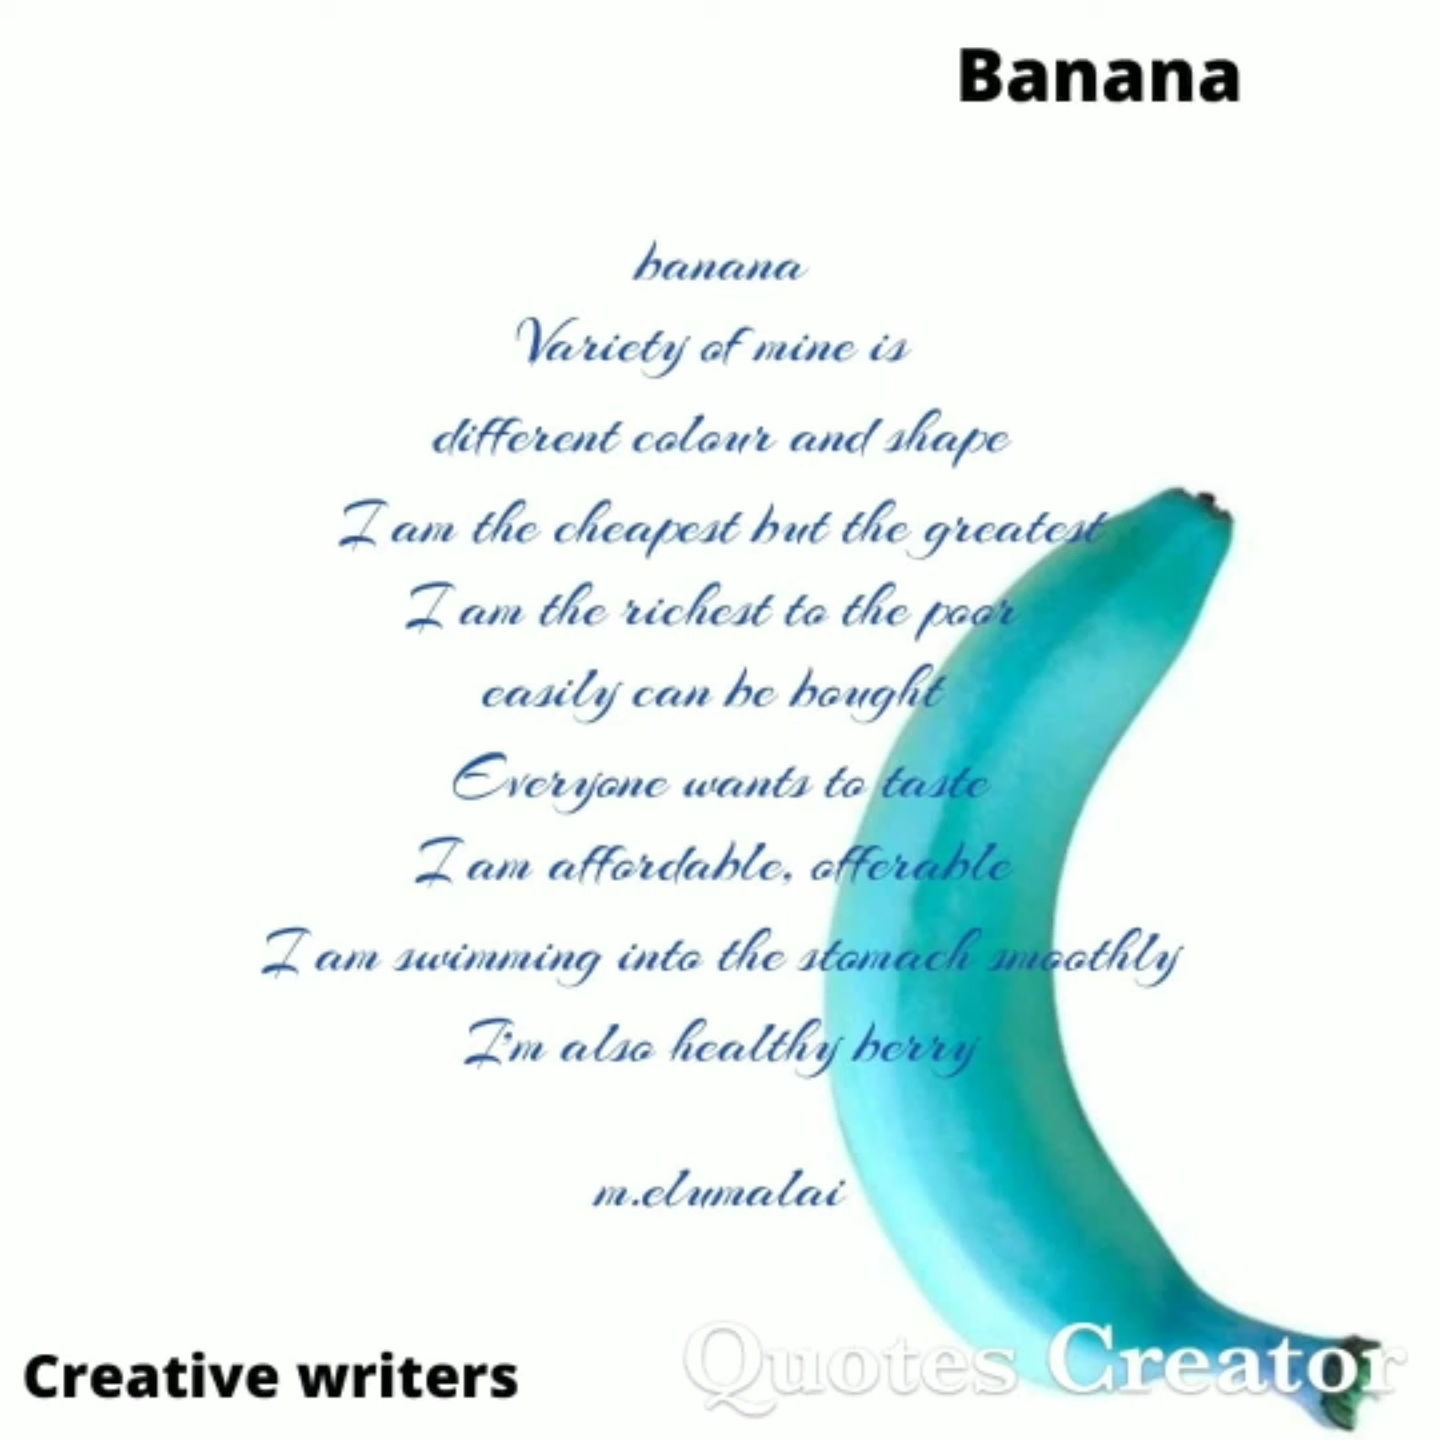 Banana
banana
Variety of mine is
different colour and shape
I am the cheapest but the greatest
I am the richest to the poor
easily can be bought
Everyone wants to taste
I am affordable, offerable
I am swimming into the stomach smoothly
I'm also healthy berry
m.elumalai
Creative writers
Quotes Creator